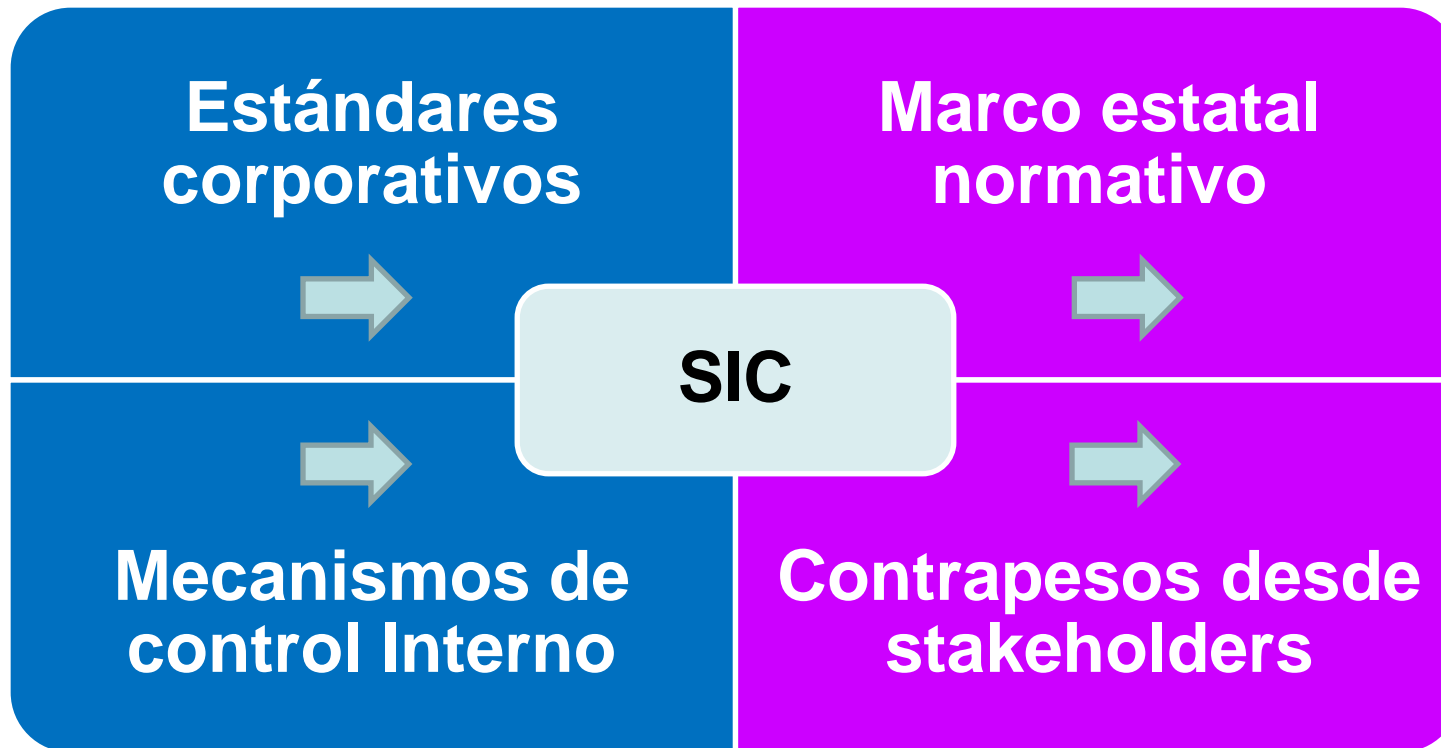 Estándares
corporativos
Marco estatal
normativo
SIC
Mecanismos de
control Interno
Contrapesos desde
stakeholders